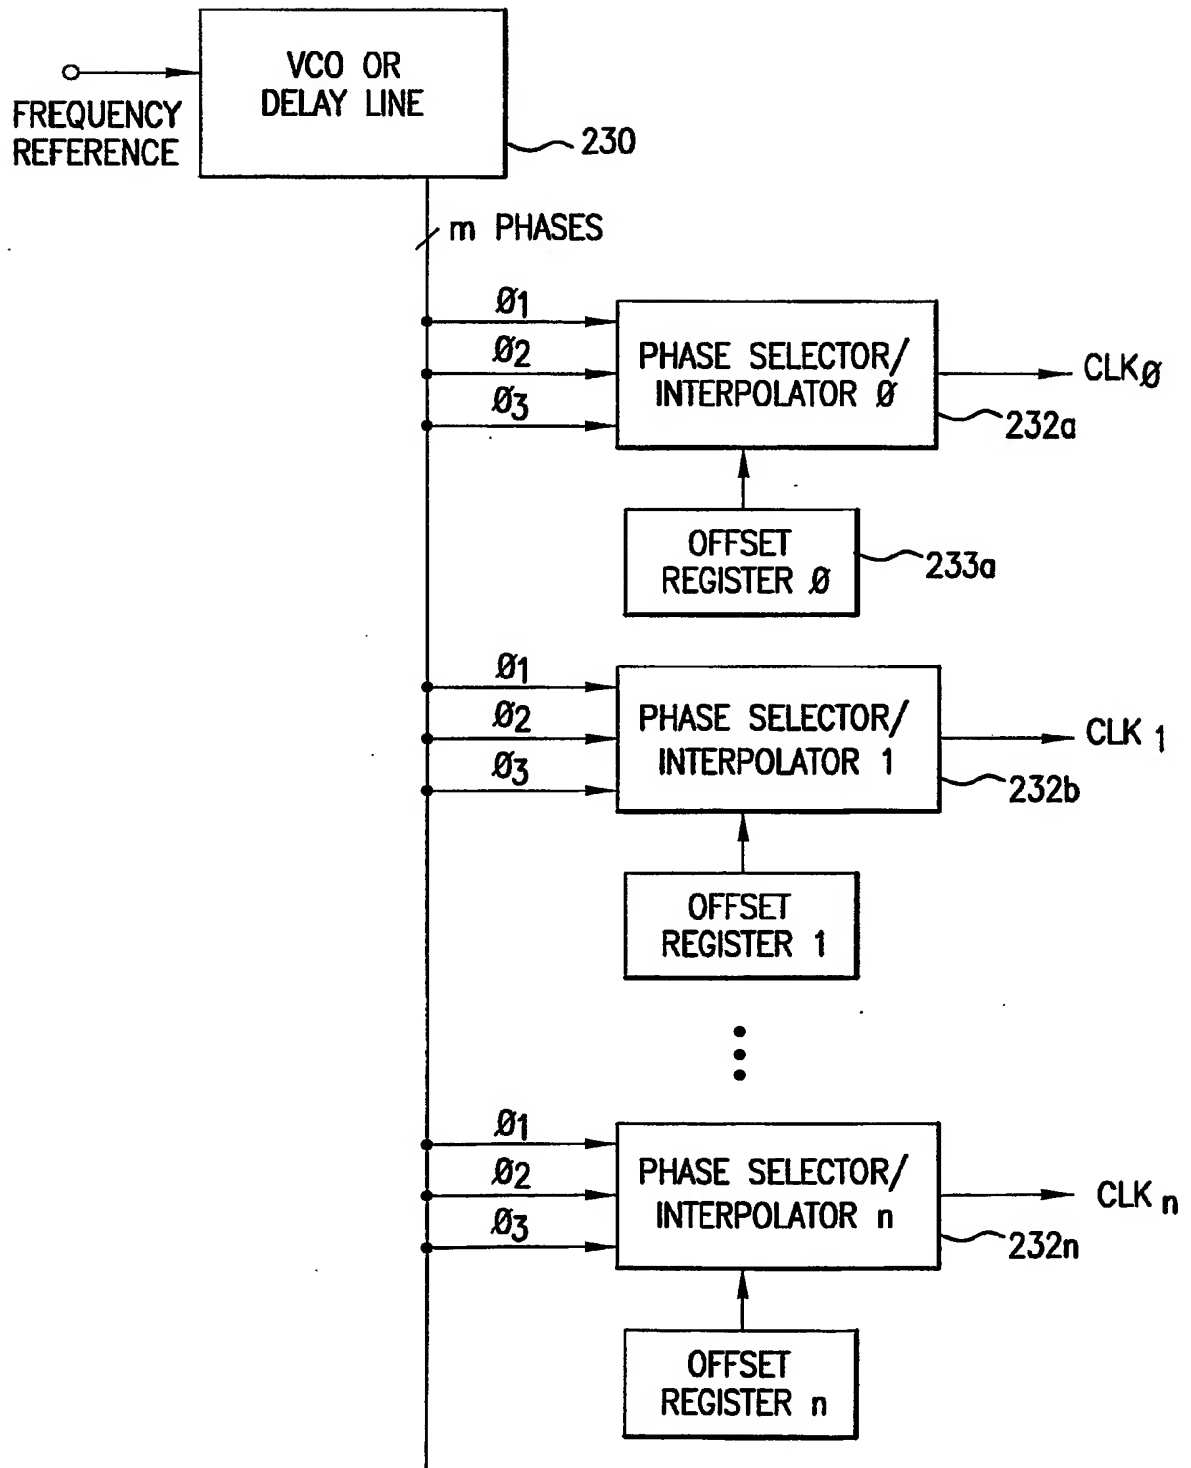 VCO OR
DELAY LINE
FREQUENCY
REFERENCE
230
m PHASES
Ø1
Ø2
Ø3
PHASE SELECTOR/
INTERPOLATOR Ø
CLKØ
232a
OFFSET
REGISTER Ø
233a
Ø1
Ø2
Ø3
PHASE SELECTOR/
INTERPOLATOR 1
CLK 1
232b
OFFSET
REGISTER 1
Ø1
Ø2
Ø3
PHASE SELECTOR/
INTERPOLATOR n
CLK n
232n
OFFSET
REGISTER n